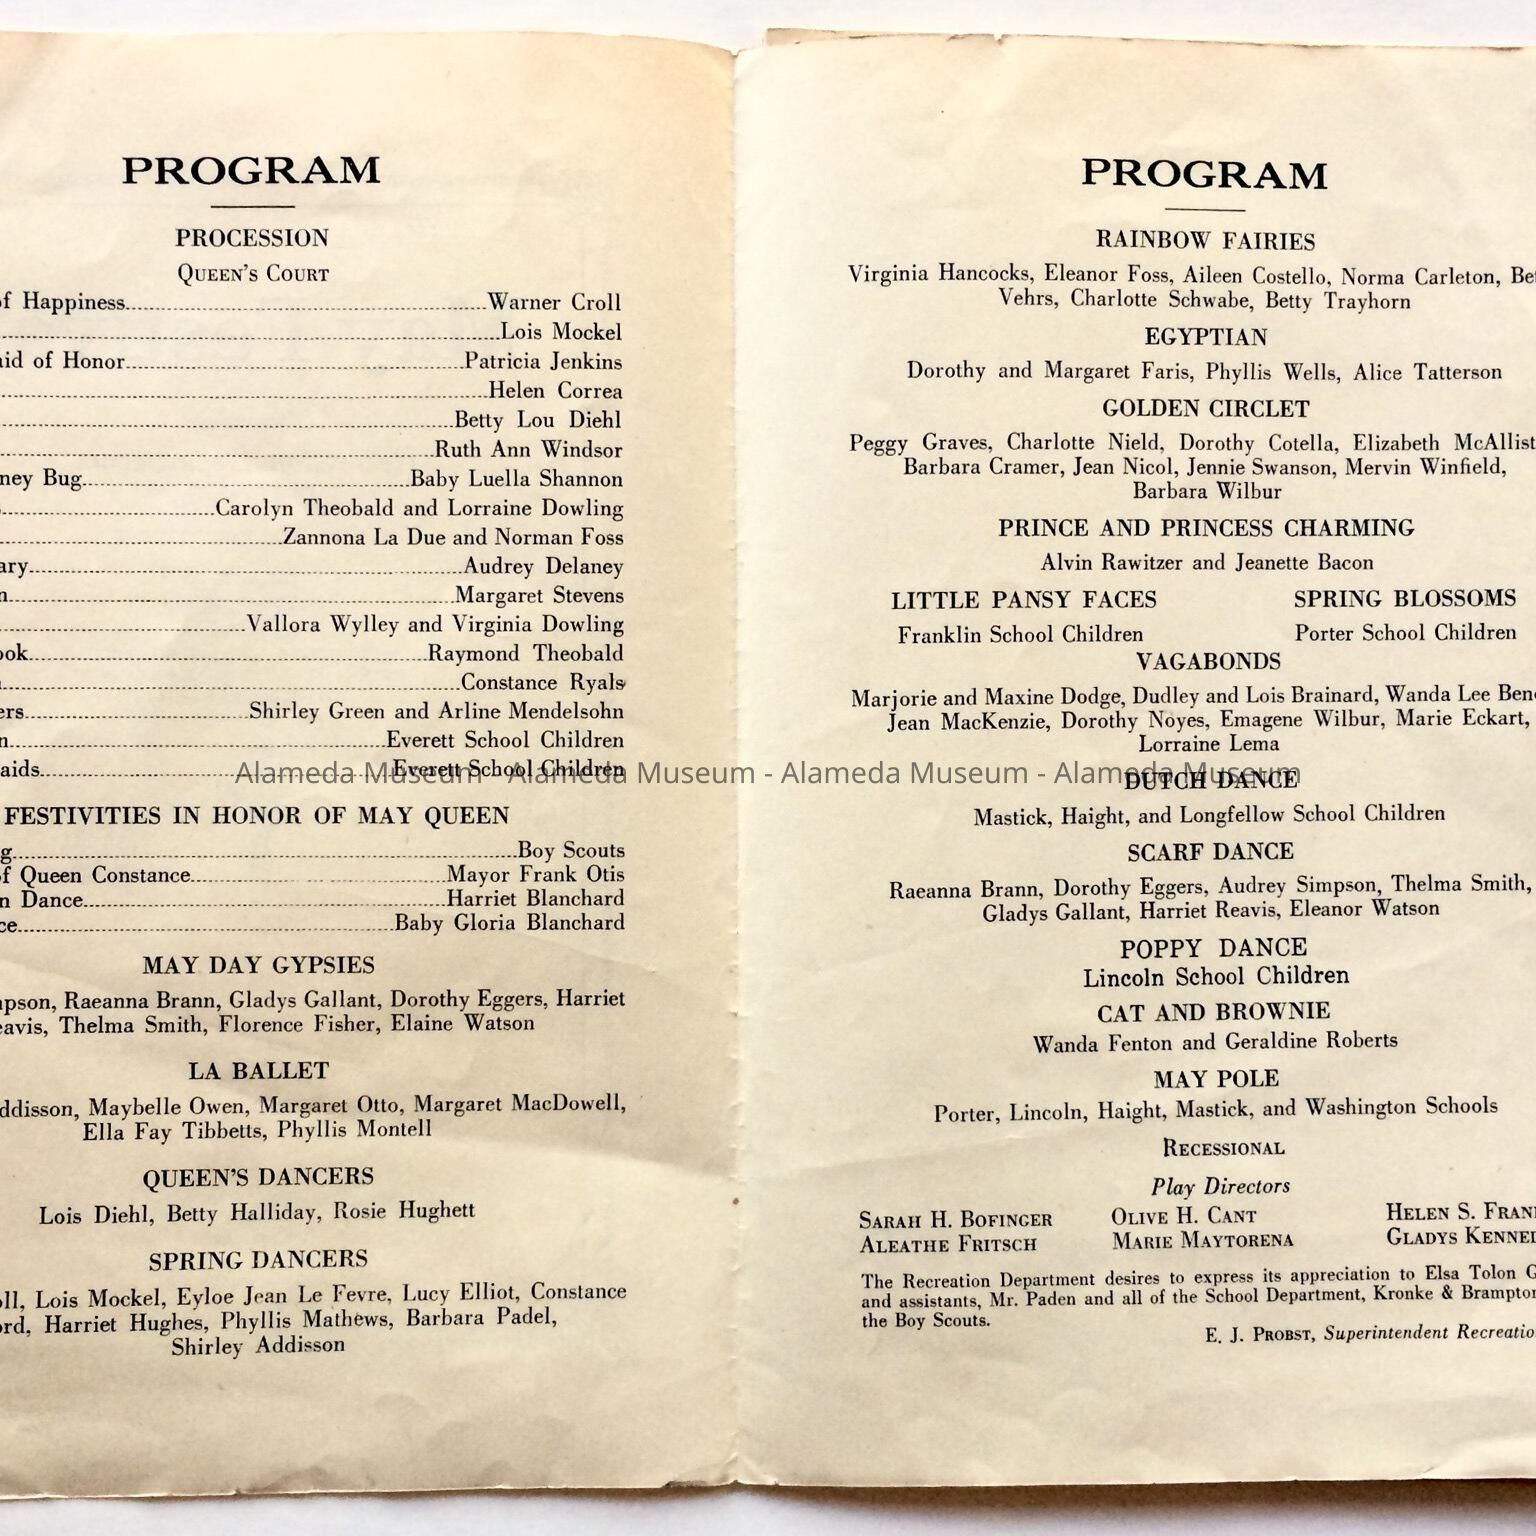 PROGRAM
PROCESSION
QUEEN'S COURT
of Happiness Warner Croll
Lois Mockel
of Honor Patricia Jenkins
Helen Correa
Betty Lou Diehl
Ruth Ann Windsor
Bug Baby Luella Shannon
Carolyn Theobald and Lorraine Dowling
Zannona La Due and Norman Foss
Audrey Delaney
Margaret Stevens
Vallora Wylley and Virginia Dowling
Raymond Theobald
Constance Ryals
Shirley Green and Arline Mendelsohn
Everett School Children
Everett School Children
FESTIVITIES IN HONOR OF MAY QUEEN
Boy Scouts
of Queen Constance Mayor Frank Otis
Dance Harriet Blanchard
Baby Gloria Blanchard
MAY DAY GYPSIES
Raeanna Brann, Gladys Gallant, Dorothy Eggers, Harriet
Thelma Smith, Florence Fisher, Elaine Watson
LA BALLET
Maybelle Owen, Margaret Otto, Margaret MacDowell,
Ella Fay Tibbetts, Phyllis Montell
QUEEN'S DANCERS
Lois Diehl, Betty Halliday, Rosie Hughett
SPRING DANCERS
Lois Mockel, Eyloe Jean Le Fevre, Lucy Elliot, Constance
Harriet Hughes, Phyllis Mathews, Barbara Padel,
Shirley Addisson
PROGRAM
RAINBOW FAIRIES
Virginia Hancocks, Eleanor Foss, Aileen Costello, Norma Carleton,
Vehrs, Charlotte Schwabe, Betty Trayhorn
EGYPTIAN
Dorothy and Margaret Faris, Phyllis Wells, Alice Tatterson
GOLDEN CIRCLET
Peggy Graves, Charlotte Nield, Dorothy Cotella, Elizabeth
Barbara Cramer, Jean Nicol, Jennie Swanson, Mervin Winfield,
Barbara Wilbur
PRINCE AND PRINCESS CHARMING
Alvin Rawitzer and Jeanette Bacon
LITTLE PANSY FACES SPRING BLOSSOMS
Franklin School Children Porter School Children
VAGABONDS
Marjorie and Maxine Dodge, Dudley and Lois Brainard, Wanda Lee
Jean MacKenzie, Dorothy Noyes, Emagene Wilbur, Marie Eckart,
Lorraine Lema
Alameda Museum - Alameda Museum - Alameda Museum - Alameda Museum
DUTCH DANCE
Mastick, Haight, and Longfellow School Children
SCARF DANCE
Raeanna Brann, Dorothy Eggers, Audrey Simpson, Thelma Smith,
Gladys Gallant, Harriet Reavis, Eleanor Watson
POPPY DANCE
Lincoln School Children
CAT AND BROWNIE
Wanda Fenton and Geraldine Roberts
MAY POLE
Porter, Lincoln, Haight, Mastick, and Washington Schools
RECESSIONAL
Play Directors
SARAH H. BOFINGER OLIVE H. CANT HELEN S.
ALEATHE FRITSCH MARIE MAYTORENA GLADYS
The Recreation Department desires to express its appreciation to Elsa Tolon
and assistants, Mr. Paden and all of the School Department, Kronke & Brampton
the Boy Scouts.
E. J. PROBST, Superintendent